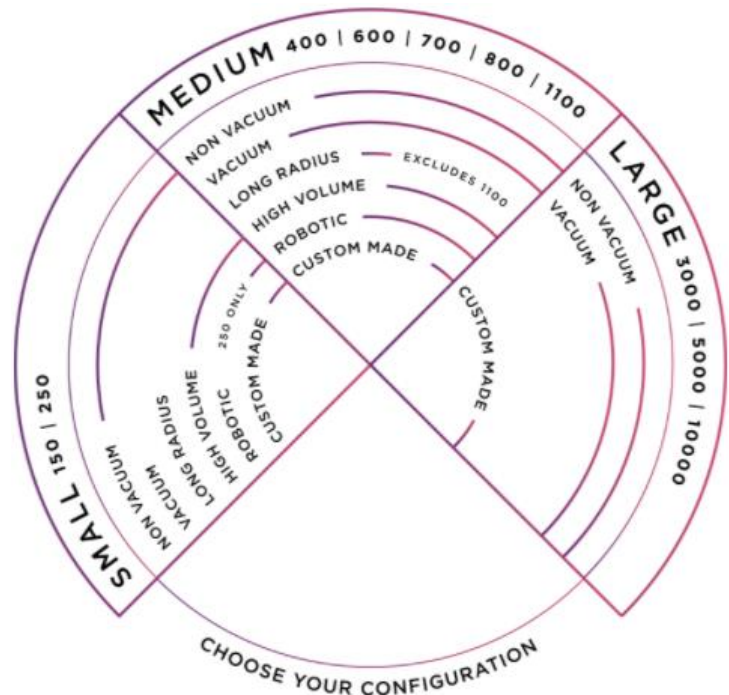 SMALL 150 | 250
NON VACUUM
VACUUM
LONG RADIUS
HIGH VOLUME
ROBOTIC
250 ONLY
CUSTOM MADE
MEDIUM 400 | 600 | 700 | 800 | 1100
NON VACUUM
VACUUM
LONG RADIUS
EXCLUDES 1100
HIGH VOLUME
ROBOTIC
CUSTOM MADE
LARGE 3000 | 5000 | 10000
NON VACUUM
VACUUM
CUSTOM MADE
CHOOSE YOUR CONFIGURATION